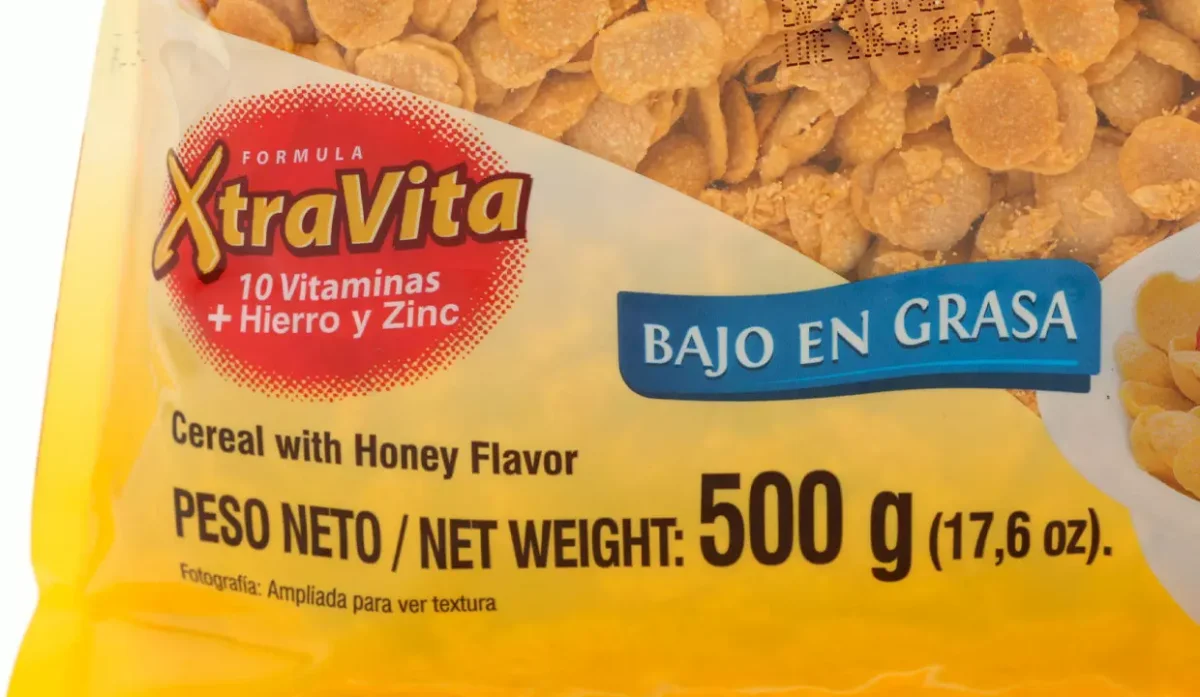 FORMULA
XtraVita
10 Vitaminas
+ Hierro y Zinc
BAJO EN GRASA
Cereal with Honey Flavor
PESO NETO / NET WEIGHT: 500 g (17,6 oz).
Fotografía: Ampliada para ver textura